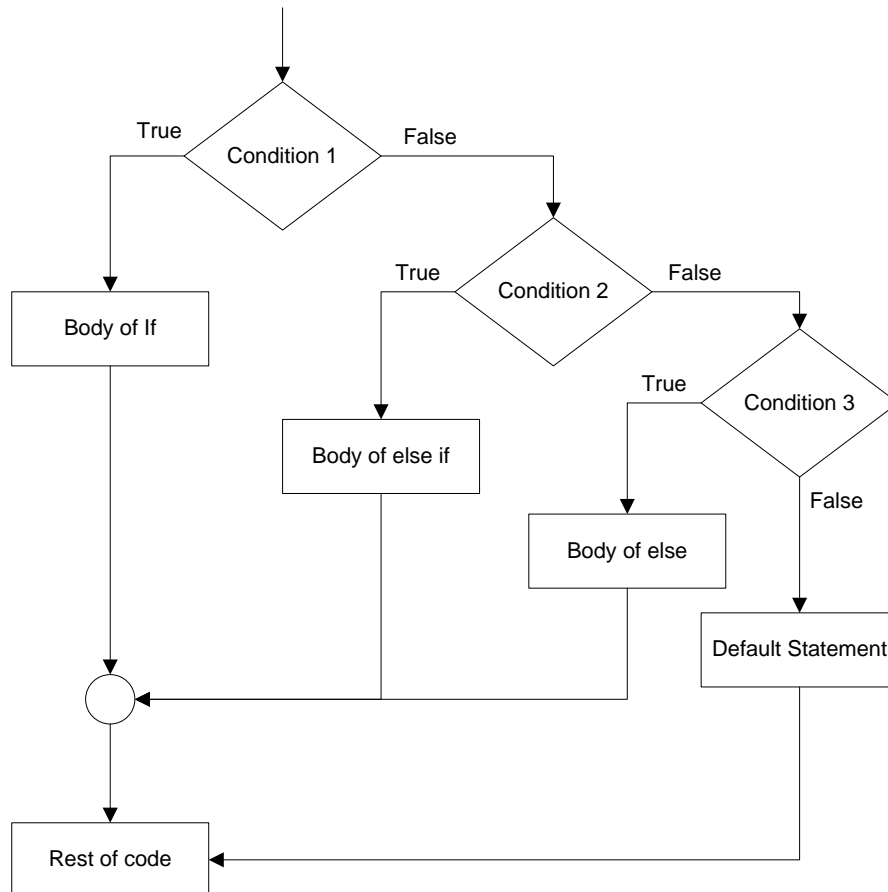 True
False
Condition 1
True
False
Condition 2
Body of If
True
Condition 3
Body of else if
False
Body of else
Default Statement
Rest of code